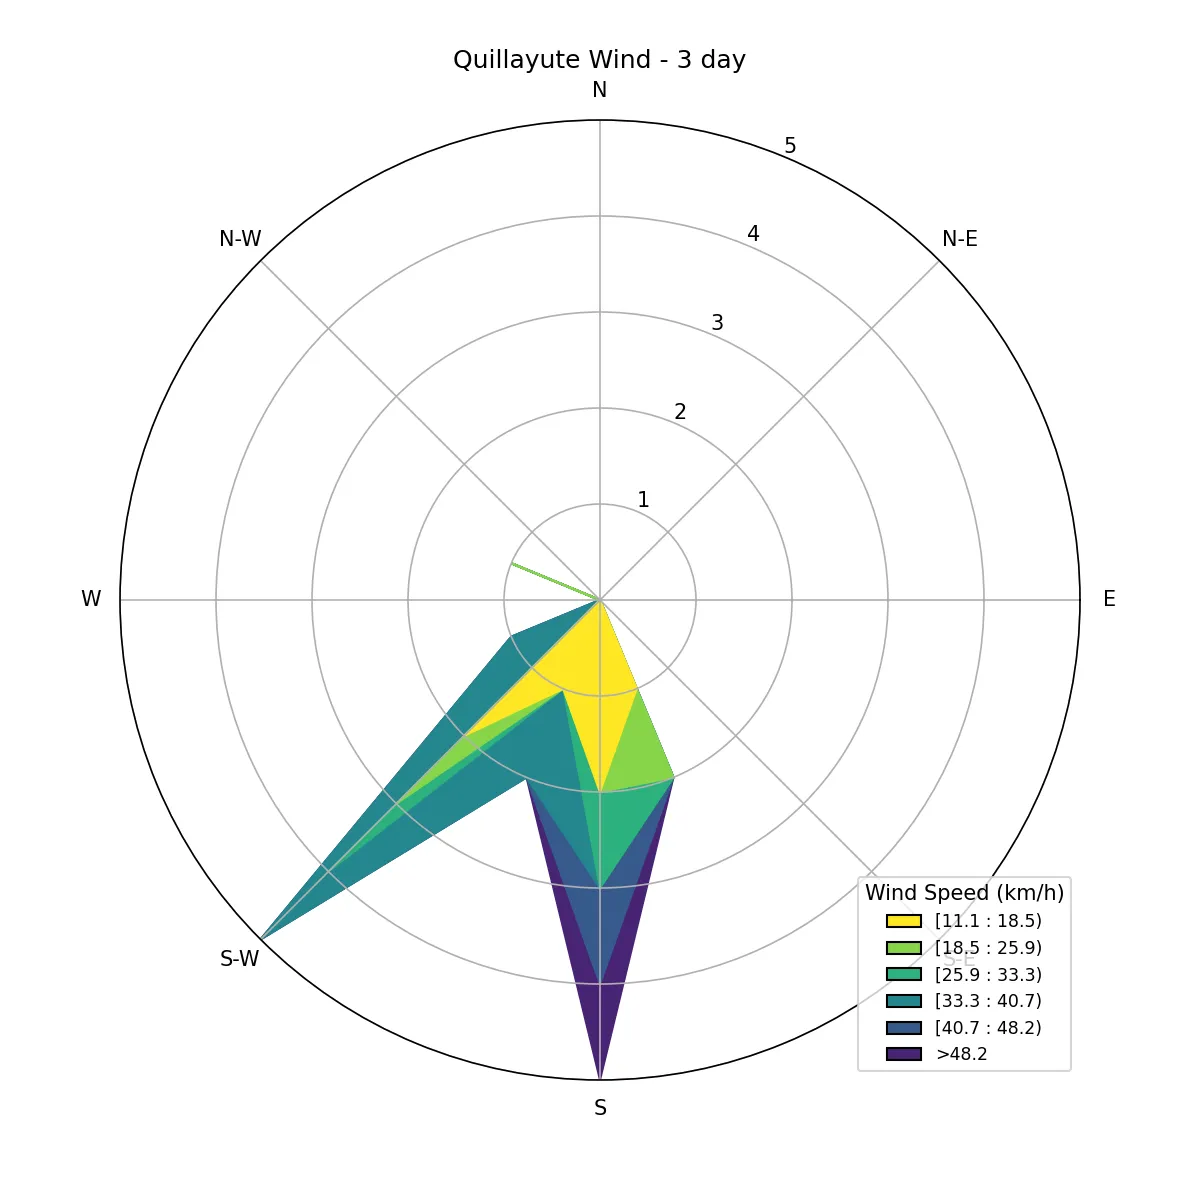 Quillayute Wind - 3 day
N
5
N-W
N-E
4
3
2
1
W
E
S-W
S-E
S
Wind Speed (km/h)
[11.1 : 18.5)
[18.5 : 25.9)
[25.9 : 33.3)
[33.3 : 40.7)
[40.7 : 48.2)
>48.2